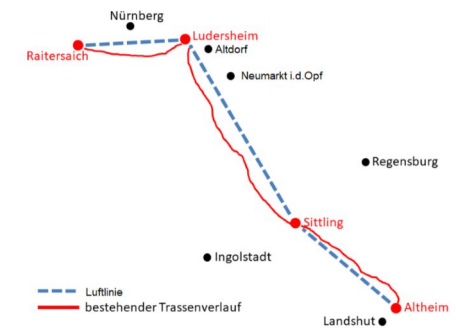 Nürnberg
Ludersheim
Raitersaich
Altdorf
Neumarkt i.d.Opf
Regensburg
Sittling
Ingolstadt
Luftlinie
bestehender Trassenverlauf
Altheim
Landshut